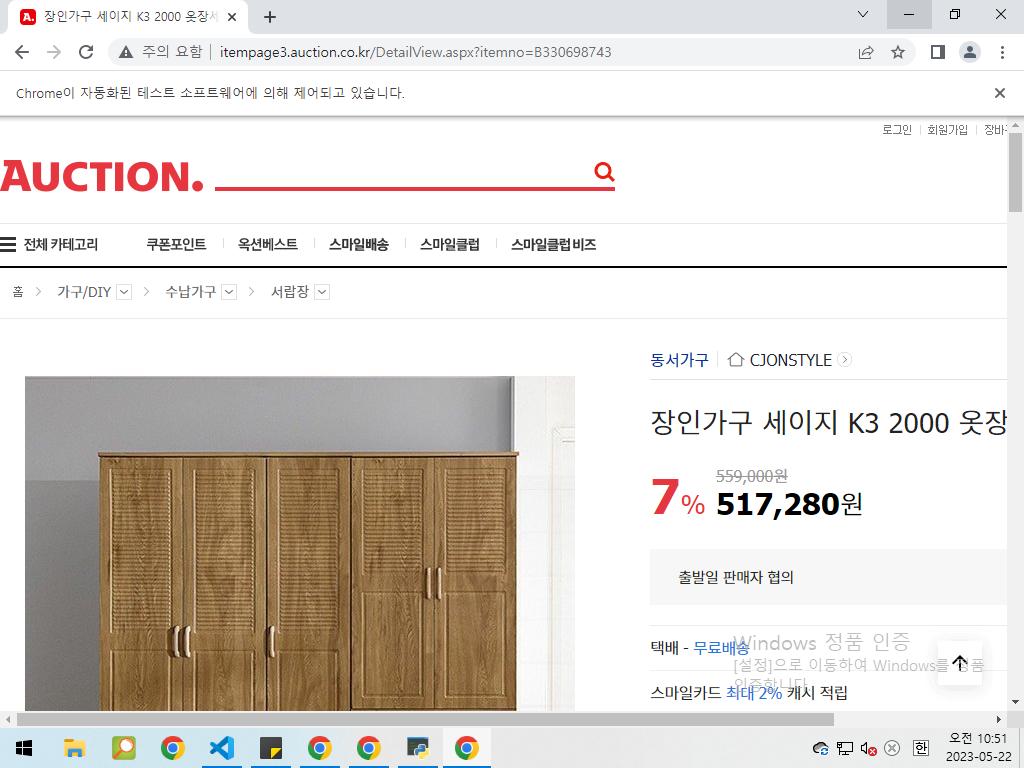 장인가구 세이지 K3 2000 옷장
주의 요함
itempage3.auction.co.kr/DetailView.aspx?itemno=B330698743
Chrome이 자동화된 테스트 소프트웨어에 의해 제어되고 있습니다.
로그인 회원가입 장바
AUCTION.
전체 카테고리 쿠폰포인트 옥션베스트 스마일배송 스마일클럽 스마일클럽 비즈
홈 가구/DIY 수납가구 서랍장
동서가구 CJONSTYLE
장인가구 세이지 K3 2000 옷장
559,000원
7% 517,280원
출발일 판매자 협의
택배 - 무료배송
Windows 정품 인증
[설정]으로 이동하여 Windows를 정품
인증합니다.
스마일카드 최대 2% 캐시 적립
한
오전 10:51
2023-05-22